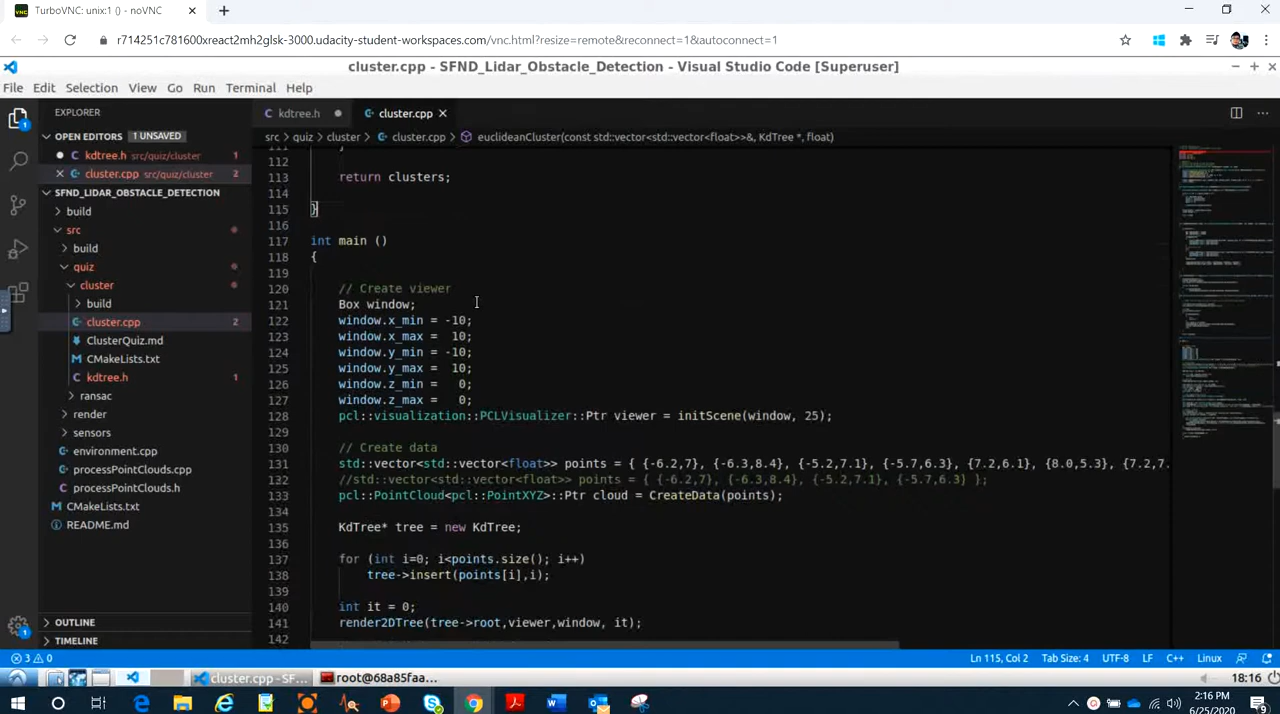 TurboVNC: unix:1 () - noVNC
r714251c781600xreact2mh2glsk-3000.udacity-student-workspaces.com/vnc.html?resize=remote&reconnect=1&autoconnect=1
cluster.cpp - SFND_Lidar_Obstacle_Detection - Visual Studio Code [Superuser]
File Edit Selection View Go Run Terminal Help
EXPLORER
kdtree.h
cluster.cpp
OPEN EDITORS 1 UNSAVED
src > quiz > cluster > cluster.cpp > euclideanCluster(const std::vector<std::vector<float>>&, KdTree *, float)
kdtree.h src/quiz/cluster 1
cluster.cpp src/quiz/cluster 2
SFND_LIDAR_OBSTACLE_DETECTION
build
src
build
quiz
cluster
build
cluster.cpp 2
ClusterQuiz.md
CMakeLists.txt
kdtree.h 1
ransac
render
sensors
environment.cpp
processPointClouds.cpp
processPointClouds.h
CMakeLists.txt
README.md
OUTLINE
TIMELINE
111 }
112
113 return clusters;
114
115 }
116
117 int main ()
118 {
119
120 // Create viewer
121 Box window;
122 window.x_min = -10;
123 window.x_max = 10;
124 window.y_min = -10;
125 window.y_max = 10;
126 window.z_min = 0;
127 window.z_max = 0;
128 pcl::visualization::PCLVisualizer::Ptr viewer = initScene(window, 25);
129
130 // Create data
131 std::vector<std::vector<float>> points = { {-6.2,7}, {-6.3,8.4}, {-5.2,7.1}, {-5.7,6.3}, {7.2,6.1}, {8.0,5.3}, {7.2,7.
132 //std::vector<std::vector<float>> points = { {-6.2,7}, {-6.3,8.4}, {-5.2,7.1}, {-5.7,6.3} };
133 pcl::PointCloud<pcl::PointXYZ>::Ptr cloud = CreateData(points);
134
135 KdTree* tree = new KdTree;
136
137 for (int i=0; i<points.size(); i++)
138 tree->insert(points[i],i);
139
140 int it = 0;
141 render2DTree(tree->root,viewer,window, it);
142
3 0
Ln 115, Col 2 Tab Size: 4 UTF-8 LF C++ Linux
cluster.cpp - SF...
root@68a85faa...
18:16
2:16 PM
6/25/2020